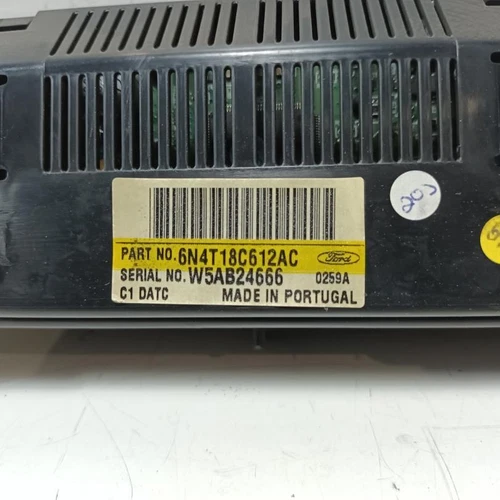 PART NO. 6N4T18C612AC Ford
SERIAL NO. W5AB24666 0259A
C1 DATC MADE IN PORTUGAL